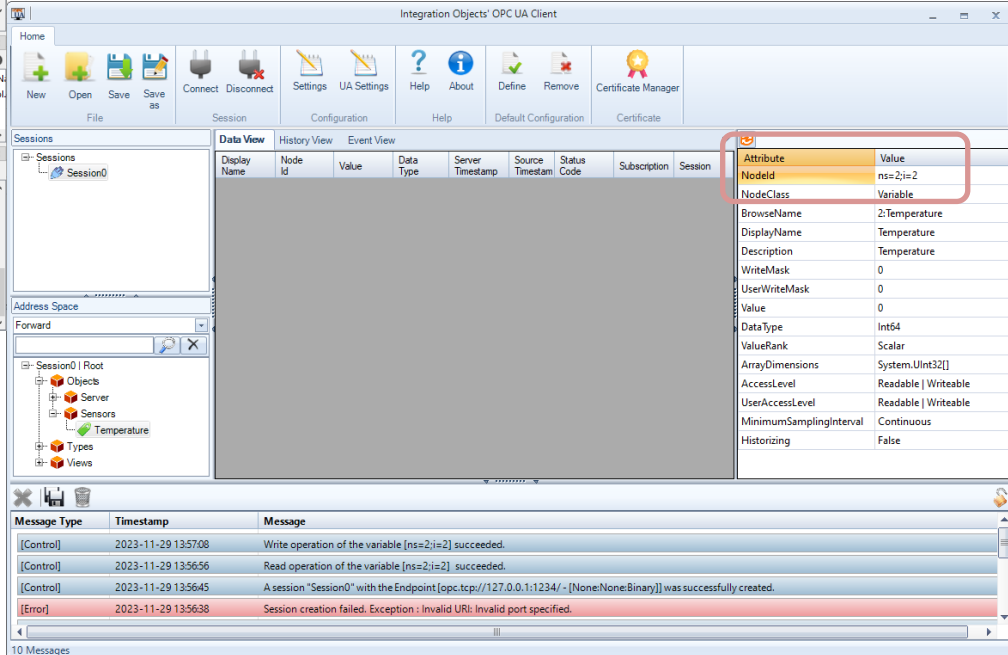 Integration Objects' OPC UA Client
Home
New
Open
Save
Save as
File
Connect
Disconnect
Session
Settings
UA Settings
Configuration
Help
About
Help
Define
Remove
Default Configuration
Certificate Manager
Certificate
Sessions
Sessions
Session0
Address Space
Forward
Session0 | Root
Objects
Server
Sensors
Temperature
Types
Views
Data View History View Event View
Display Name
Node Id
Value
Data Type
Server Timestamp
Source Timestam
Status Code
Subscription
Session
Attribute Value
NodeId ns=2;i=2
NodeClass Variable
BrowseName 2:Temperature
DisplayName Temperature
Description Temperature
WriteMask 0
UserWriteMask 0
Value 0
DataType Int64
ValueRank Scalar
ArrayDimensions System.UInt32[]
AccessLevel Readable | Writeable
UserAccessLevel Readable | Writeable
MinimumSamplingInterval Continuous
Historizing False
Message Type Timestamp Message
[Control] 2023-11-29 13:57:08 Write operation of the variable [ns=2;i=2] succeeded.
[Control] 2023-11-29 13:56:56 Read operation of the variable [ns=2;i=2] succeeded.
[Control] 2023-11-29 13:56:45 A session "Session0" with the Endpoint [opc.tcp://127.0.0.1:1234/ - [None:None:Binary]] was successfully created.
[Error] 2023-11-29 13:56:38 Session creation failed. Exception : Invalid URI: Invalid port specified.
10 Messages